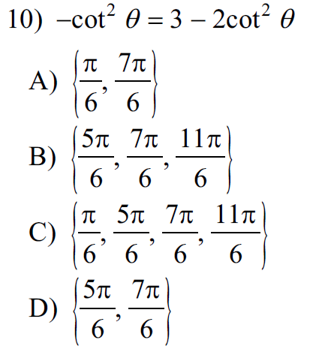 10) –cot² θ = 3 – 2cot² θ
A) {π/6, 7π/6}
B) {5π/6, 7π/6, 11π/6}
C) {π/6, 5π/6, 7π/6, 11π/6}
D) {5π/6, 7π/6}